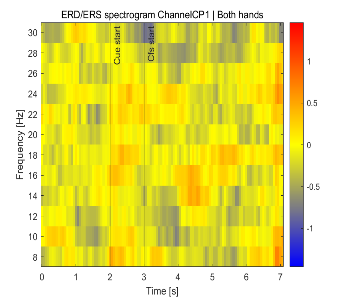 ERD/ERS spectrogram ChannelCP1 | Both hands
Frequency [Hz]
30
28
26
24
22
20
18
16
14
12
10
8
Cue start
Cfs start
1
0.5
0
-0.5
-1
0 1 2 3 4 5 6 7
Time [s]